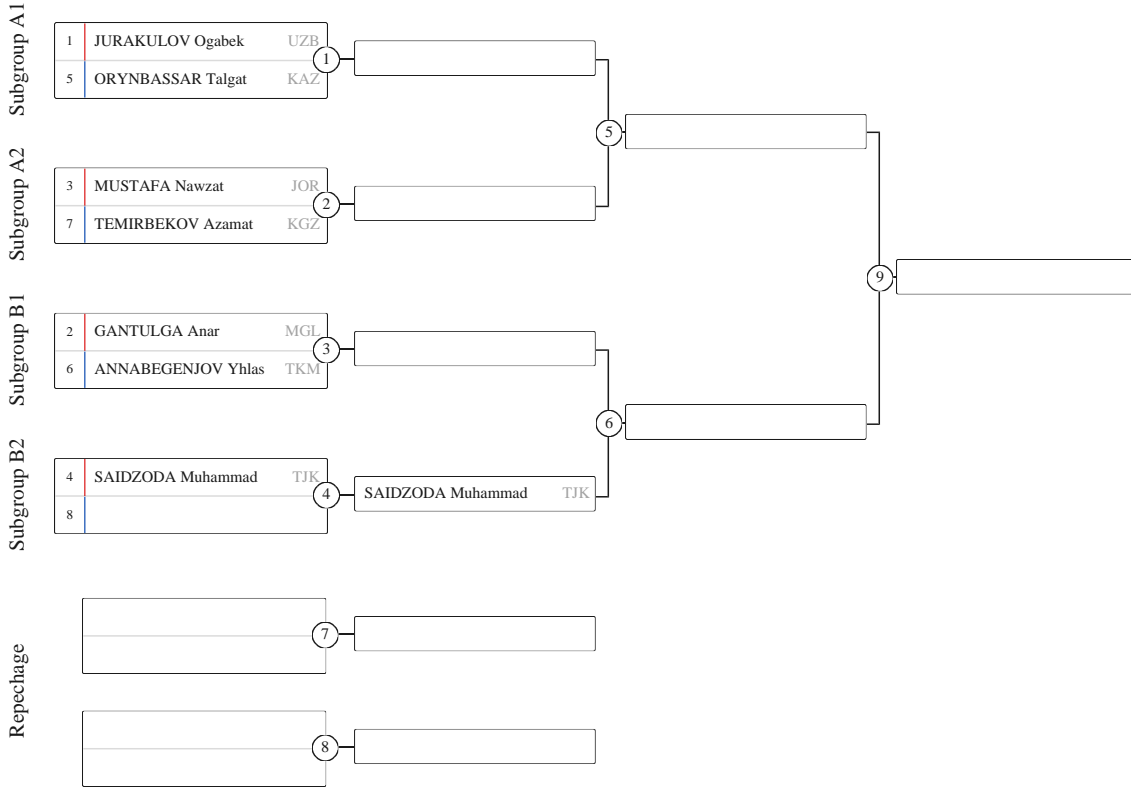 Subgroup A1
1 JURAKULOV Ogabek UZB
1
5 ORYNBASSAR Talgat KAZ
5
Subgroup A2
3 MUSTAFA Nawzat JOR
2
7 TEMIRBEKOV Azamat KGZ
9
Subgroup B1
2 GANTULGA Anar MGL
3
6 ANNABEGENJOV Yhlas TKM
6
Subgroup B2
4 SAIDZODA Muhammad TJK
4 SAIDZODA Muhammad TJK
8
Repechage
7
8